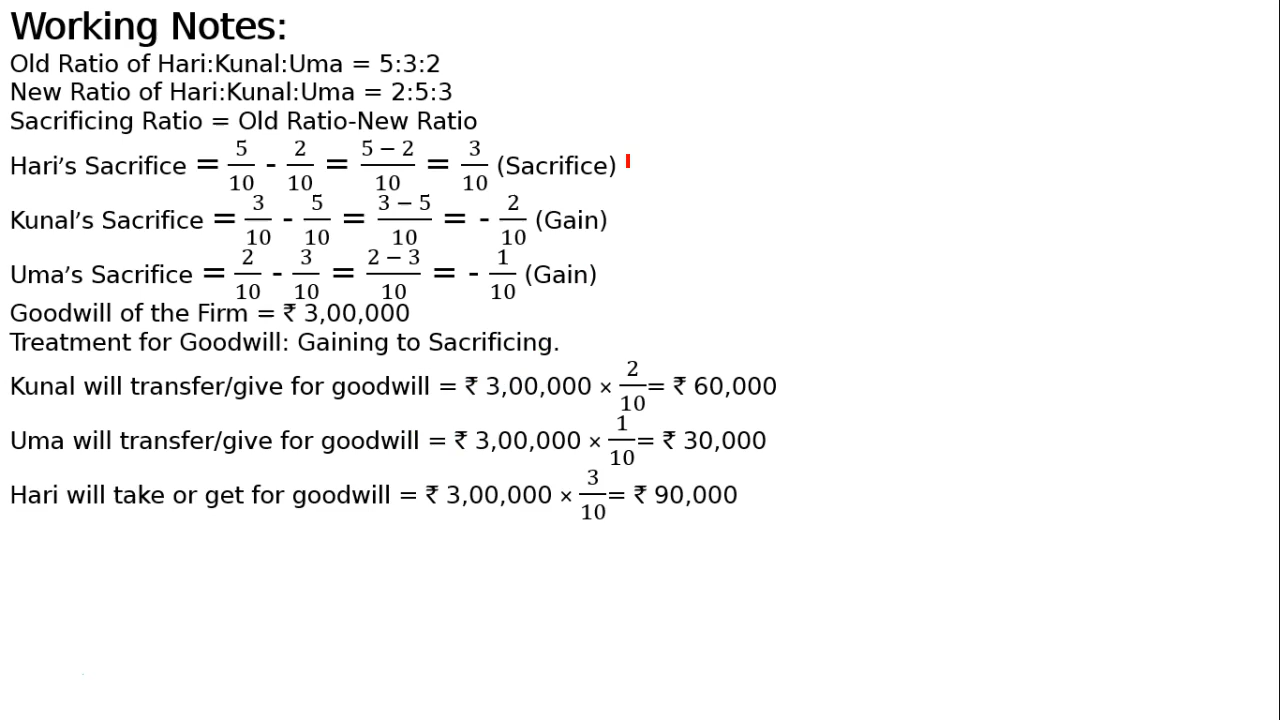 Working Notes:
Old Ratio of Hari:Kunal:Uma = 5:3:2
New Ratio of Hari:Kunal:Uma = 2:5:3
Sacrificing Ratio = Old Ratio-New Ratio
Hari’s Sacrifice = 5/10 - 2/10 = 5 − 2/10 = 3/10 (Sacrifice)
Kunal’s Sacrifice = 3/10 - 5/10 = 3 − 5/10 = - 2/10 (Gain)
Uma’s Sacrifice = 2/10 - 3/10 = 2 − 3/10 = - 1/10 (Gain)
Goodwill of the Firm = ₹ 3,00,000
Treatment for Goodwill: Gaining to Sacrificing.
Kunal will transfer/give for goodwill = ₹ 3,00,000 × 2/10 = ₹ 60,000
Uma will transfer/give for goodwill = ₹ 3,00,000 × 1/10 = ₹ 30,000
Hari will take or get for goodwill = ₹ 3,00,000 × 3/10 = ₹ 90,000